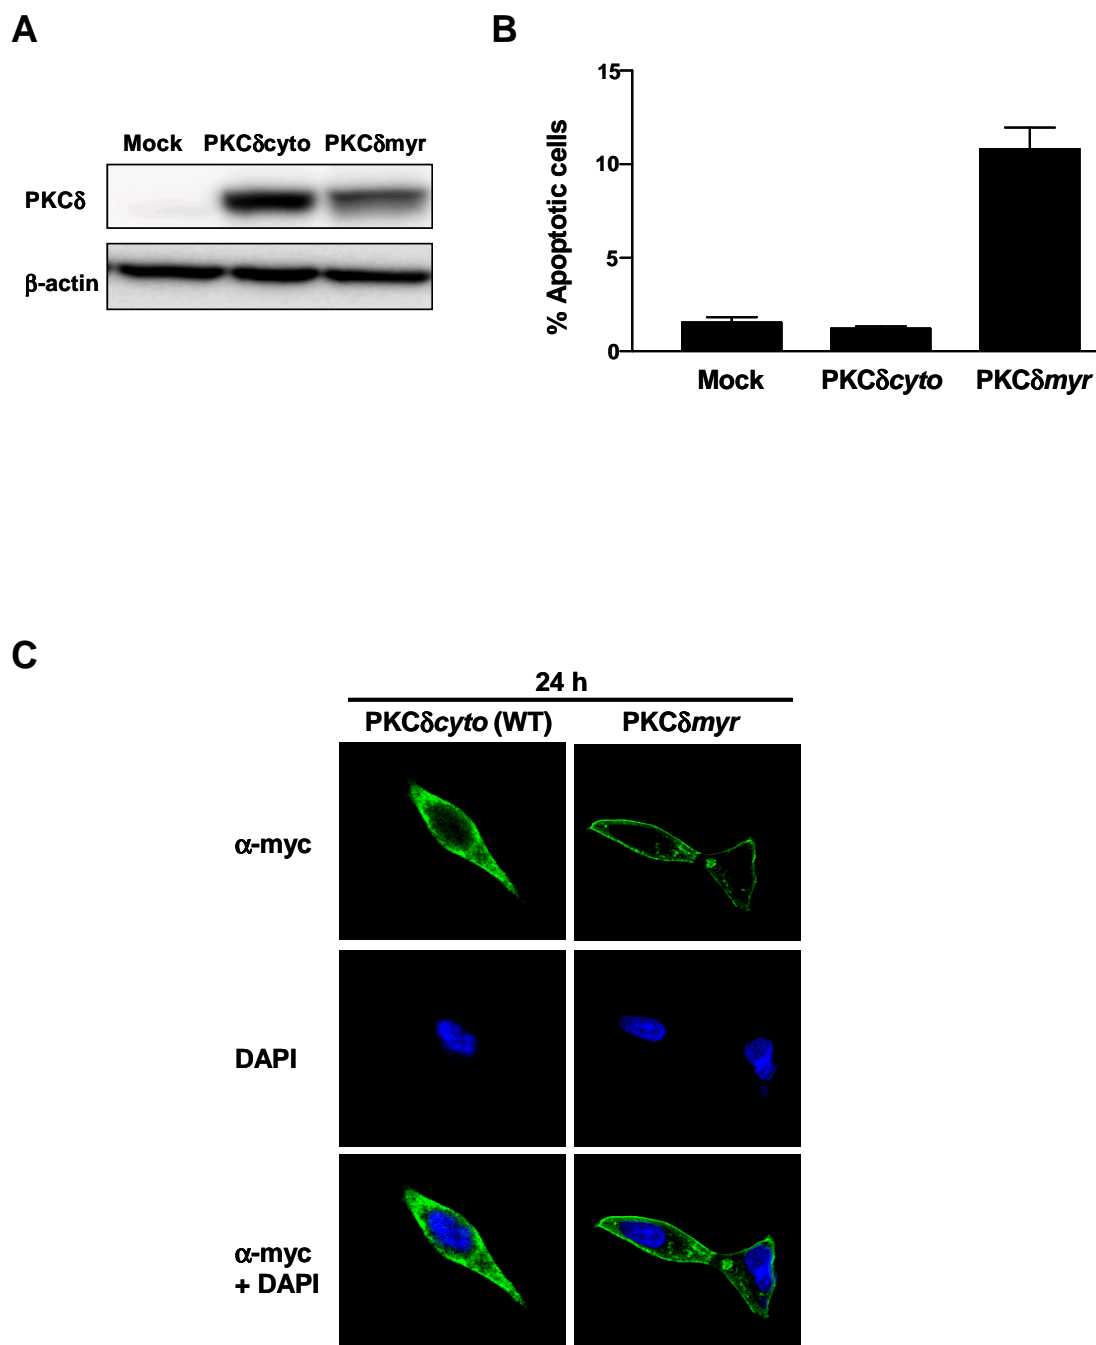 A
B
Mock PKCδcyto PKCδmyr
PKCδ
β-actin
15
10
5
0
% Apoptotic cells
Mock PKCδcyto PKCδmyr
C
24 h
PKCδcyto (WT) PKCδmyr
α-myc
DAPI
α-myc
+ DAPI